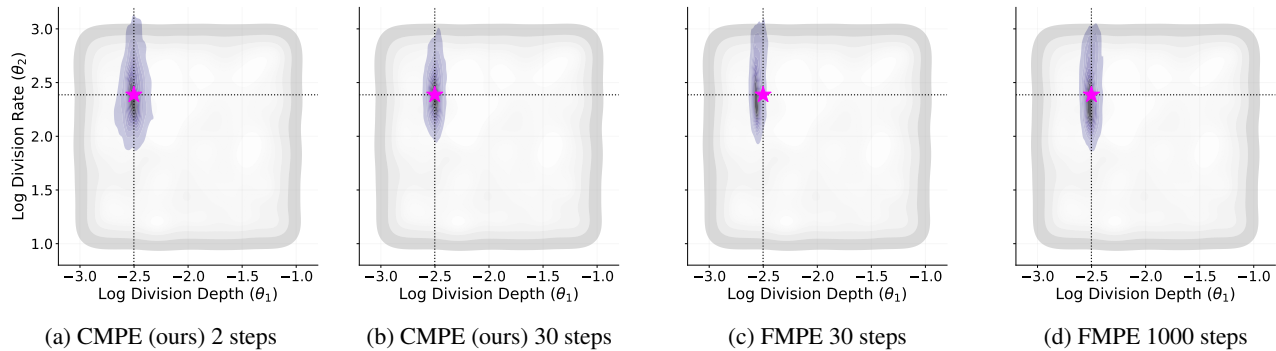 3.0
2.5
2.0
1.5
1.0
Log Division Rate (θ₂)
−3.0 −2.5 −2.0 −1.5 −1.0
Log Division Depth (θ₁)
(a) CMPE (ours) 2 steps
−3.0 −2.5 −2.0 −1.5 −1.0
Log Division Depth (θ₁)
(b) CMPE (ours) 30 steps
−3.0 −2.5 −2.0 −1.5 −1.0
Log Division Depth (θ₁)
(c) FMPE 30 steps
−3.0 −2.5 −2.0 −1.5 −1.0
Log Division Depth (θ₁)
(d) FMPE 1000 steps